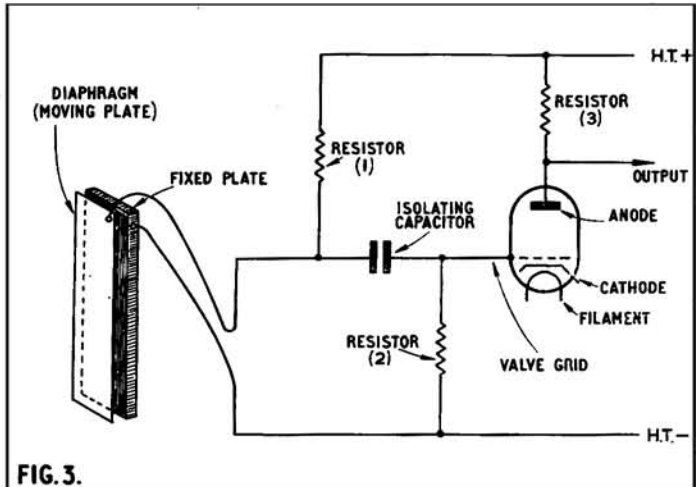 H.T.+
DIAPHRAGM
(MOVING PLATE)
RESISTOR
(3)
RESISTOR
(1)
FIXED PLATE
OUTPUT
ISOLATING
CAPACITOR
ANODE
CATHODE
FILAMENT
RESISTOR
(2)
VALVE GRID
H.T.-
FIG.3.